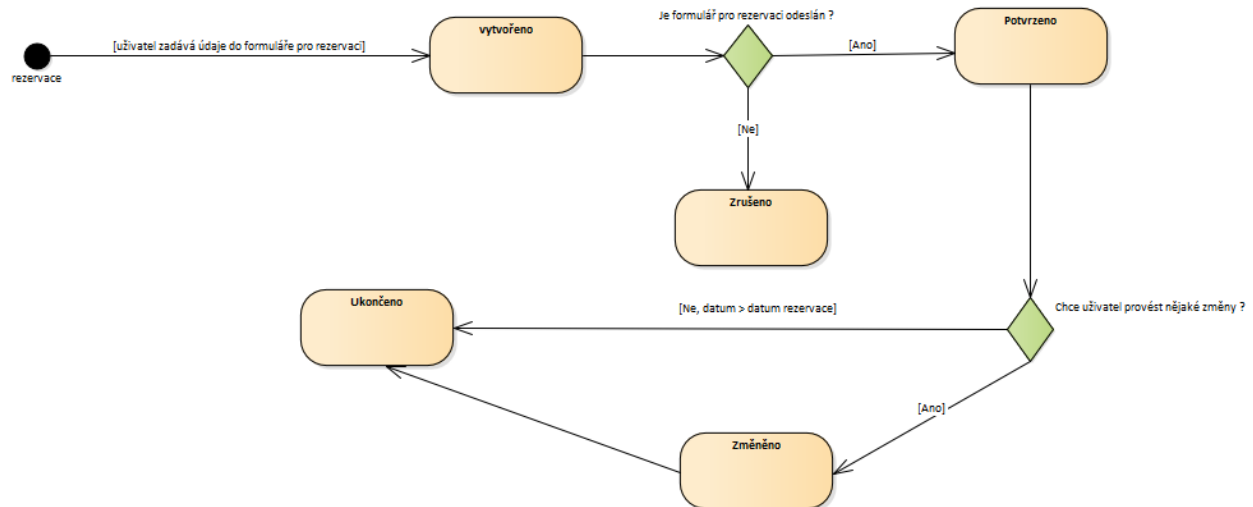 Je formulář pro rezervaci odeslán ?
Potvrzeno
vytvořeno
[uživatel zadává údaje do formuláře pro rezervaci]
[Ano]
rezervace
[Ne]
Zrušeno
Ukončeno
[Ne, datum > datum rezervace]
Chce uživatel provést nějaké změny ?
[Ano]
Změněno